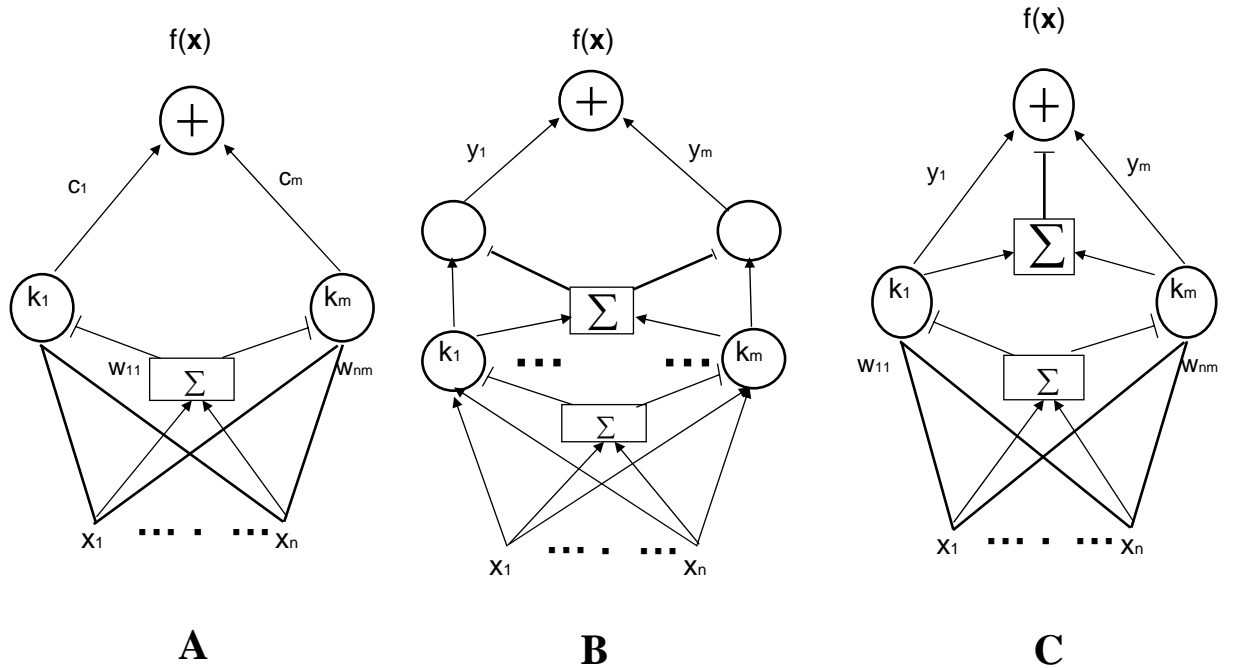 f(x)
+
c1
cm
k1
km
w11
Σ
wnm
x1 ... . ... xn
A
f(x)
+
y1
ym
Σ
k1 ... ... km
Σ
x1 ... . ... xn
B
f(x)
+
y1
ym
Σ
k1
km
w11
Σ
wnm
x1 ... . ... xn
C